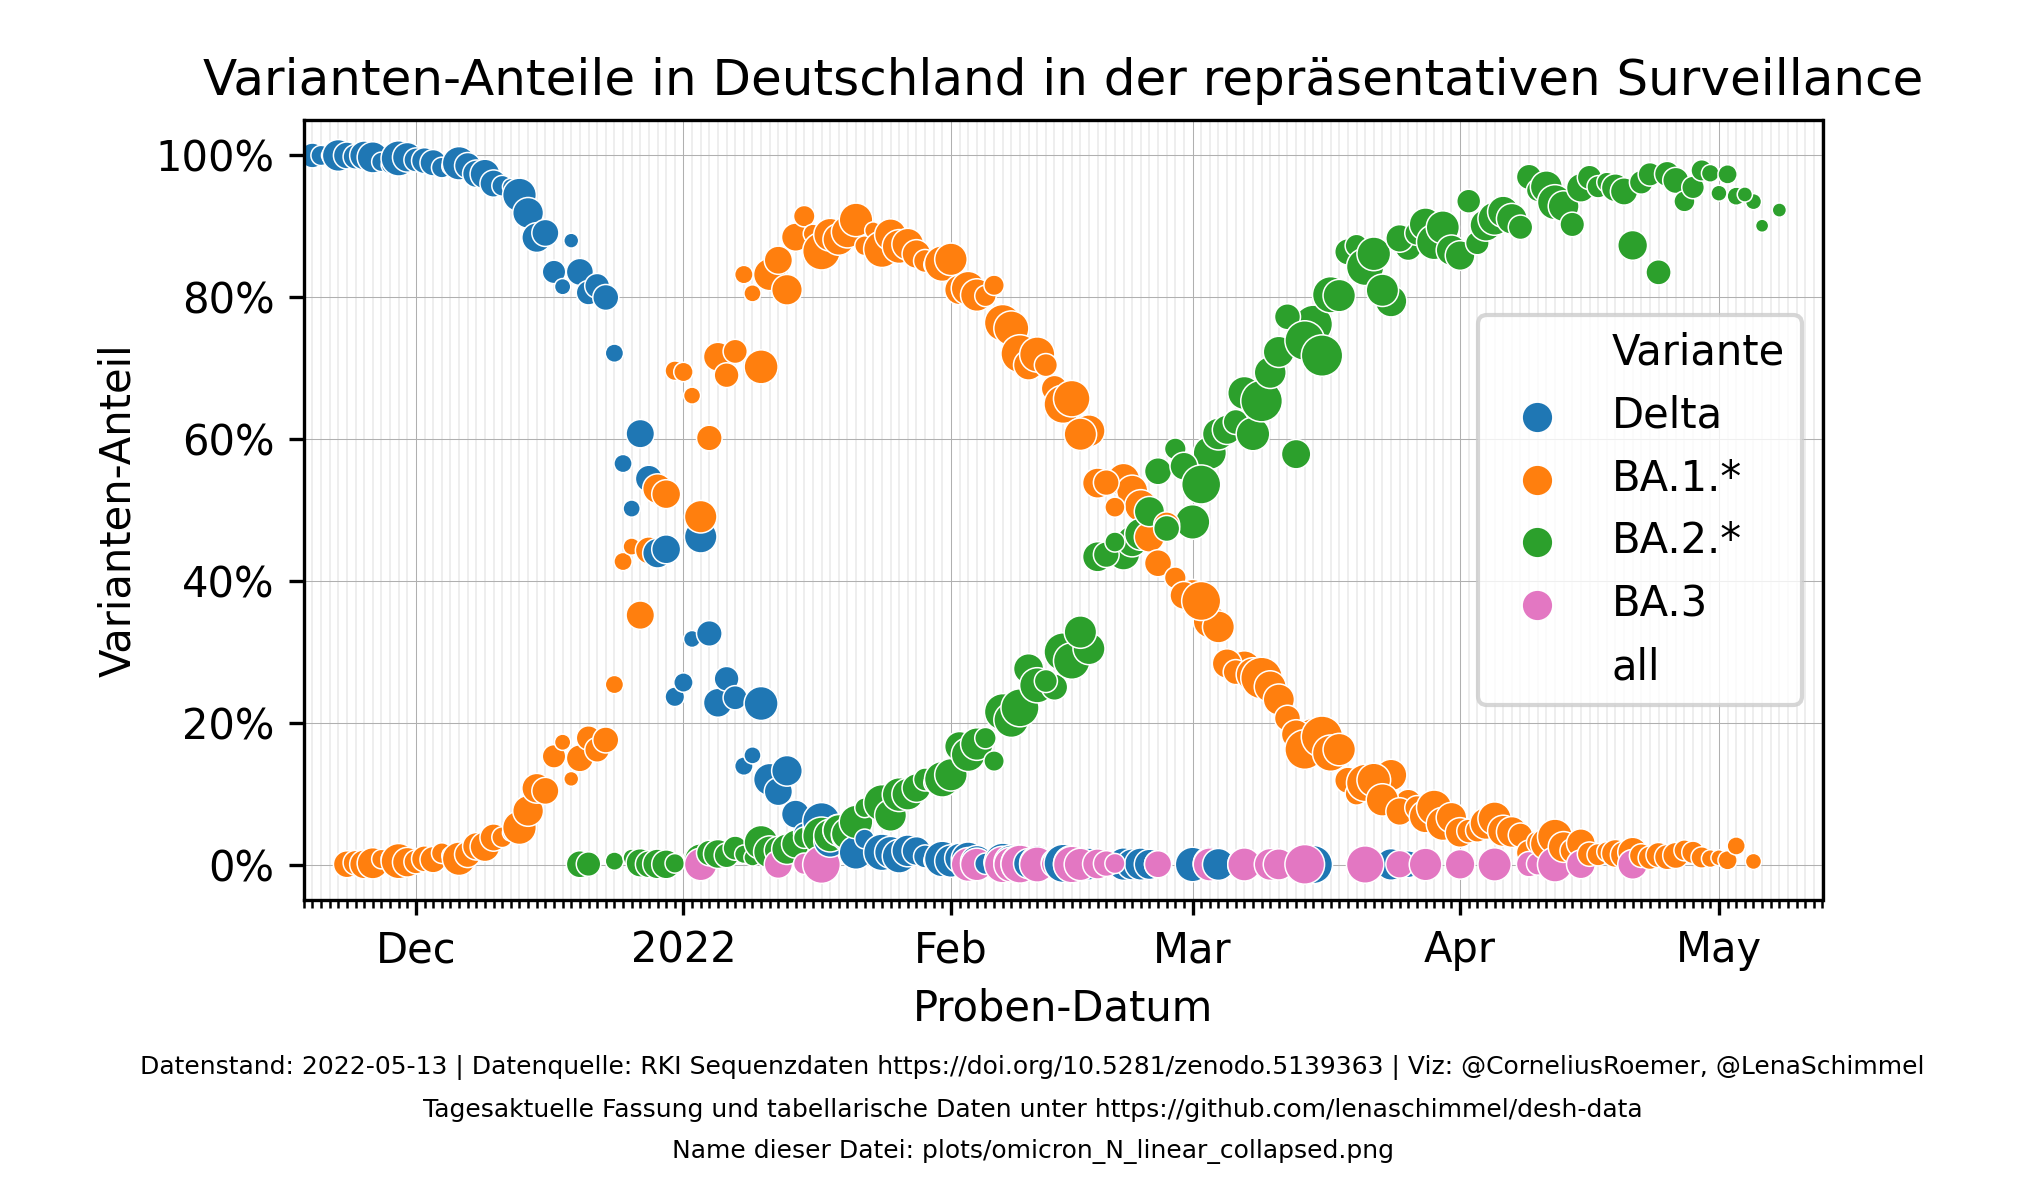 Varianten-Anteile in Deutschland in der repräsentativen Surveillance
Varianten-Anteil
100%
80%
60%
40%
20%
0%
Variante
Delta
BA.1.*
BA.2.*
BA.3
all
Dec 2022 Feb Mar Apr May
Proben-Datum
Datenstand: 2022-05-13 | Datenquelle: RKI Sequenzdaten https://doi.org/10.5281/zenodo.5139363 | Viz: @CorneliusRoemer, @LenaSchimmel
Tagesaktuelle Fassung und tabellarische Daten unter https://github.com/lenaschimmel/desh-data
Name dieser Datei: plots/omicron_N_linear_collapsed.png